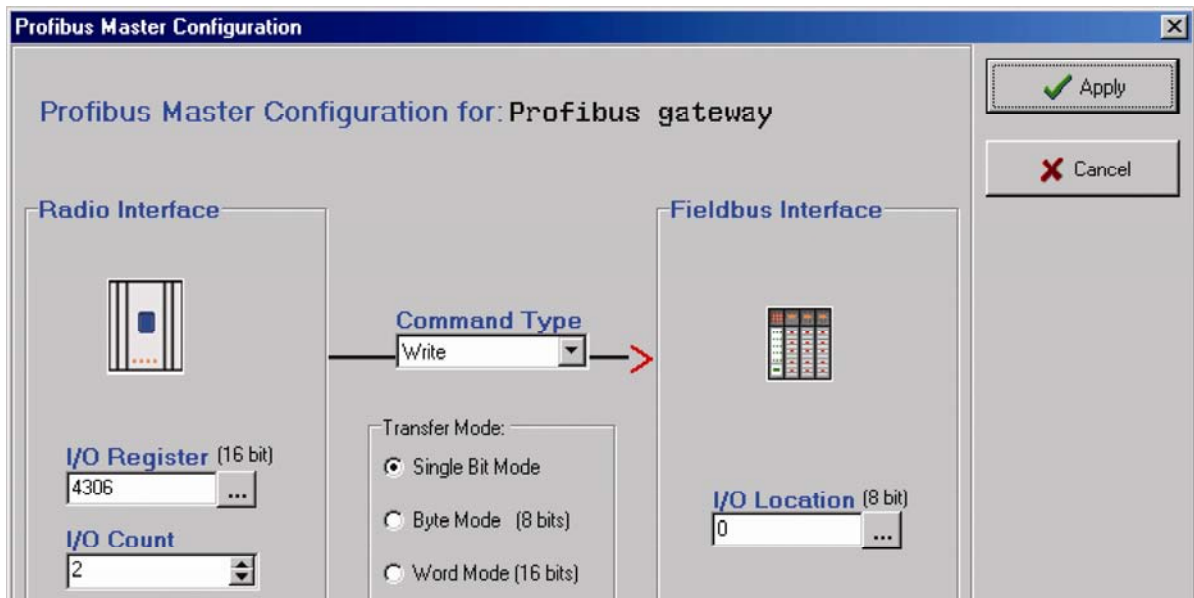 Profibus Master Configuration
Profibus Master Configuration for: Profibus gateway
Apply
Cancel
Radio Interface
Fieldbus Interface
Command Type
Write
Transfer Mode:
Single Bit Mode
Byte Mode (8 bits)
Word Mode (16 bits)
I/O Register (16 bit)
4306
...
I/O Count
2
I/O Location (8 bit)
0
...